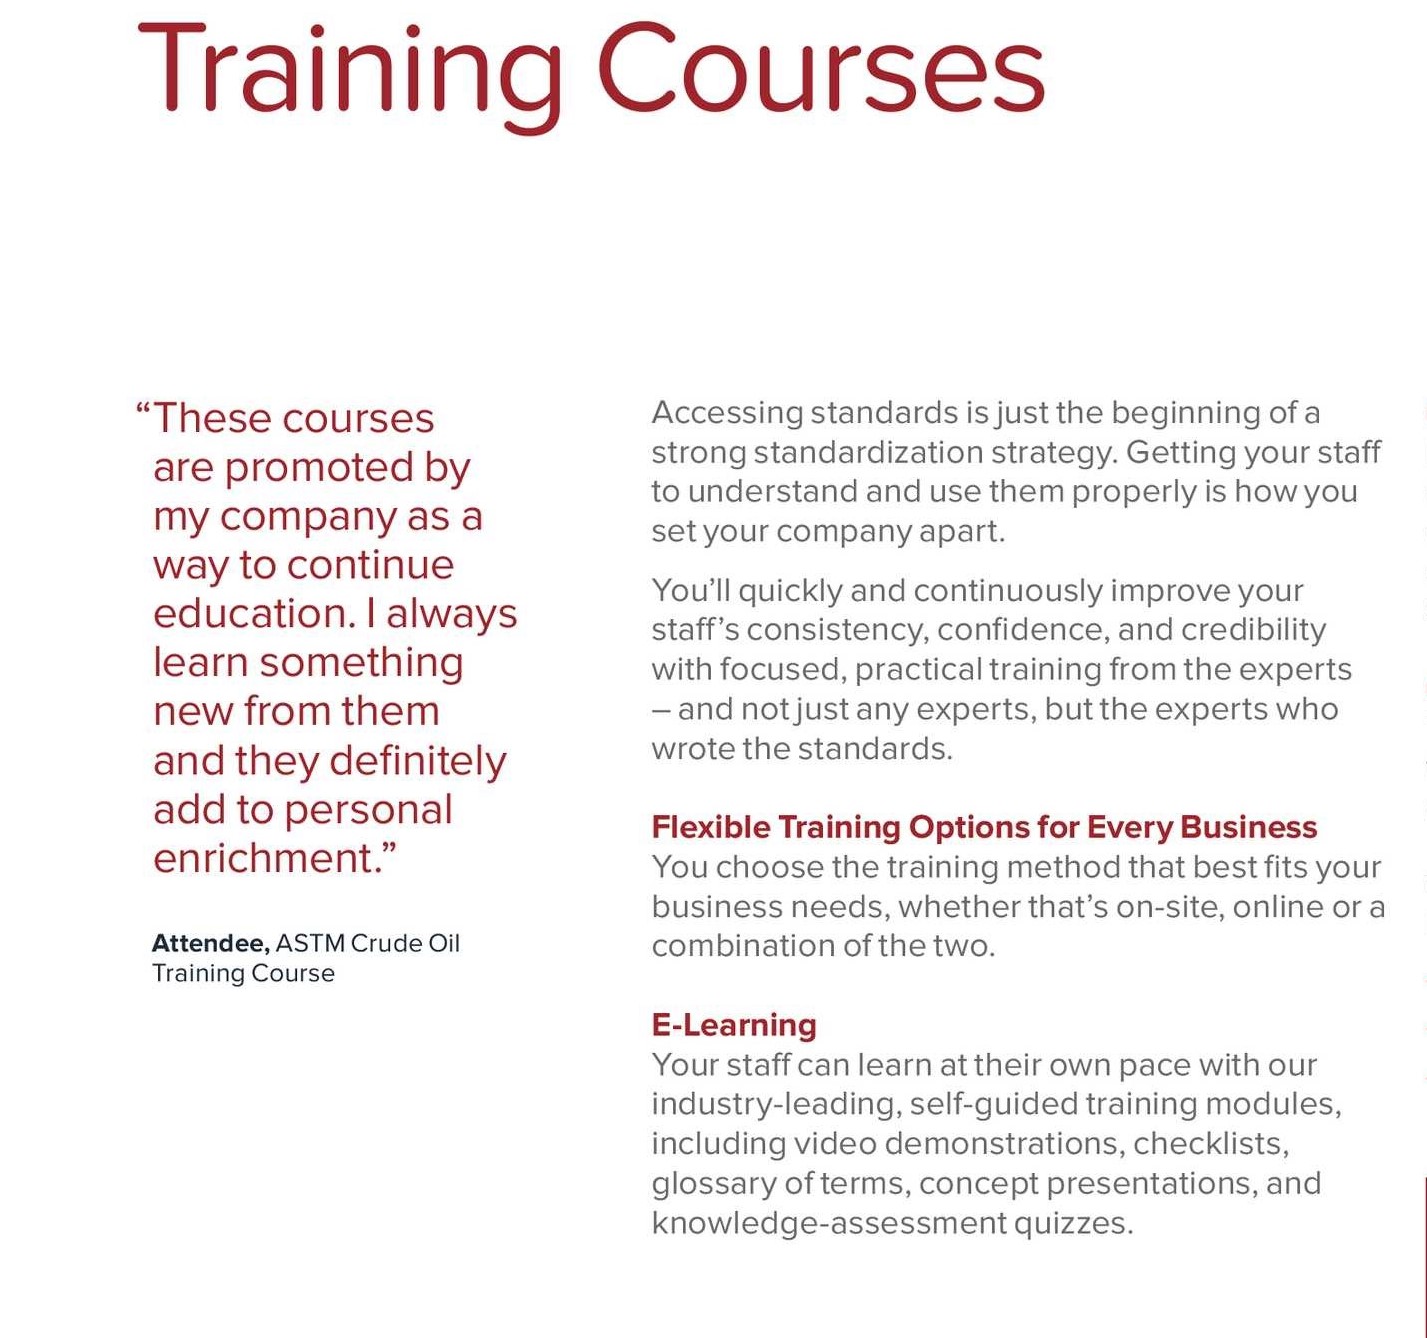 Training Courses
“These courses
are promoted by
my company as a
way to continue
education. I always
learn something
new from them
and they definitely
add to personal
enrichment.”
Attendee, ASTM Crude Oil
Training Course
Accessing standards is just the beginning of a
strong standardization strategy. Getting your staff
to understand and use them properly is how you
set your company apart.
You’ll quickly and continuously improve your
staff’s consistency, confidence, and credibility
with focused, practical training from the experts
– and not just any experts, but the experts who
wrote the standards.
Flexible Training Options for Every Business
You choose the training method that best fits your
business needs, whether that’s on-site, online or a
combination of the two.
E-Learning
Your staff can learn at their own pace with our
industry-leading, self-guided training modules,
including video demonstrations, checklists,
glossary of terms, concept presentations, and
knowledge-assessment quizzes.